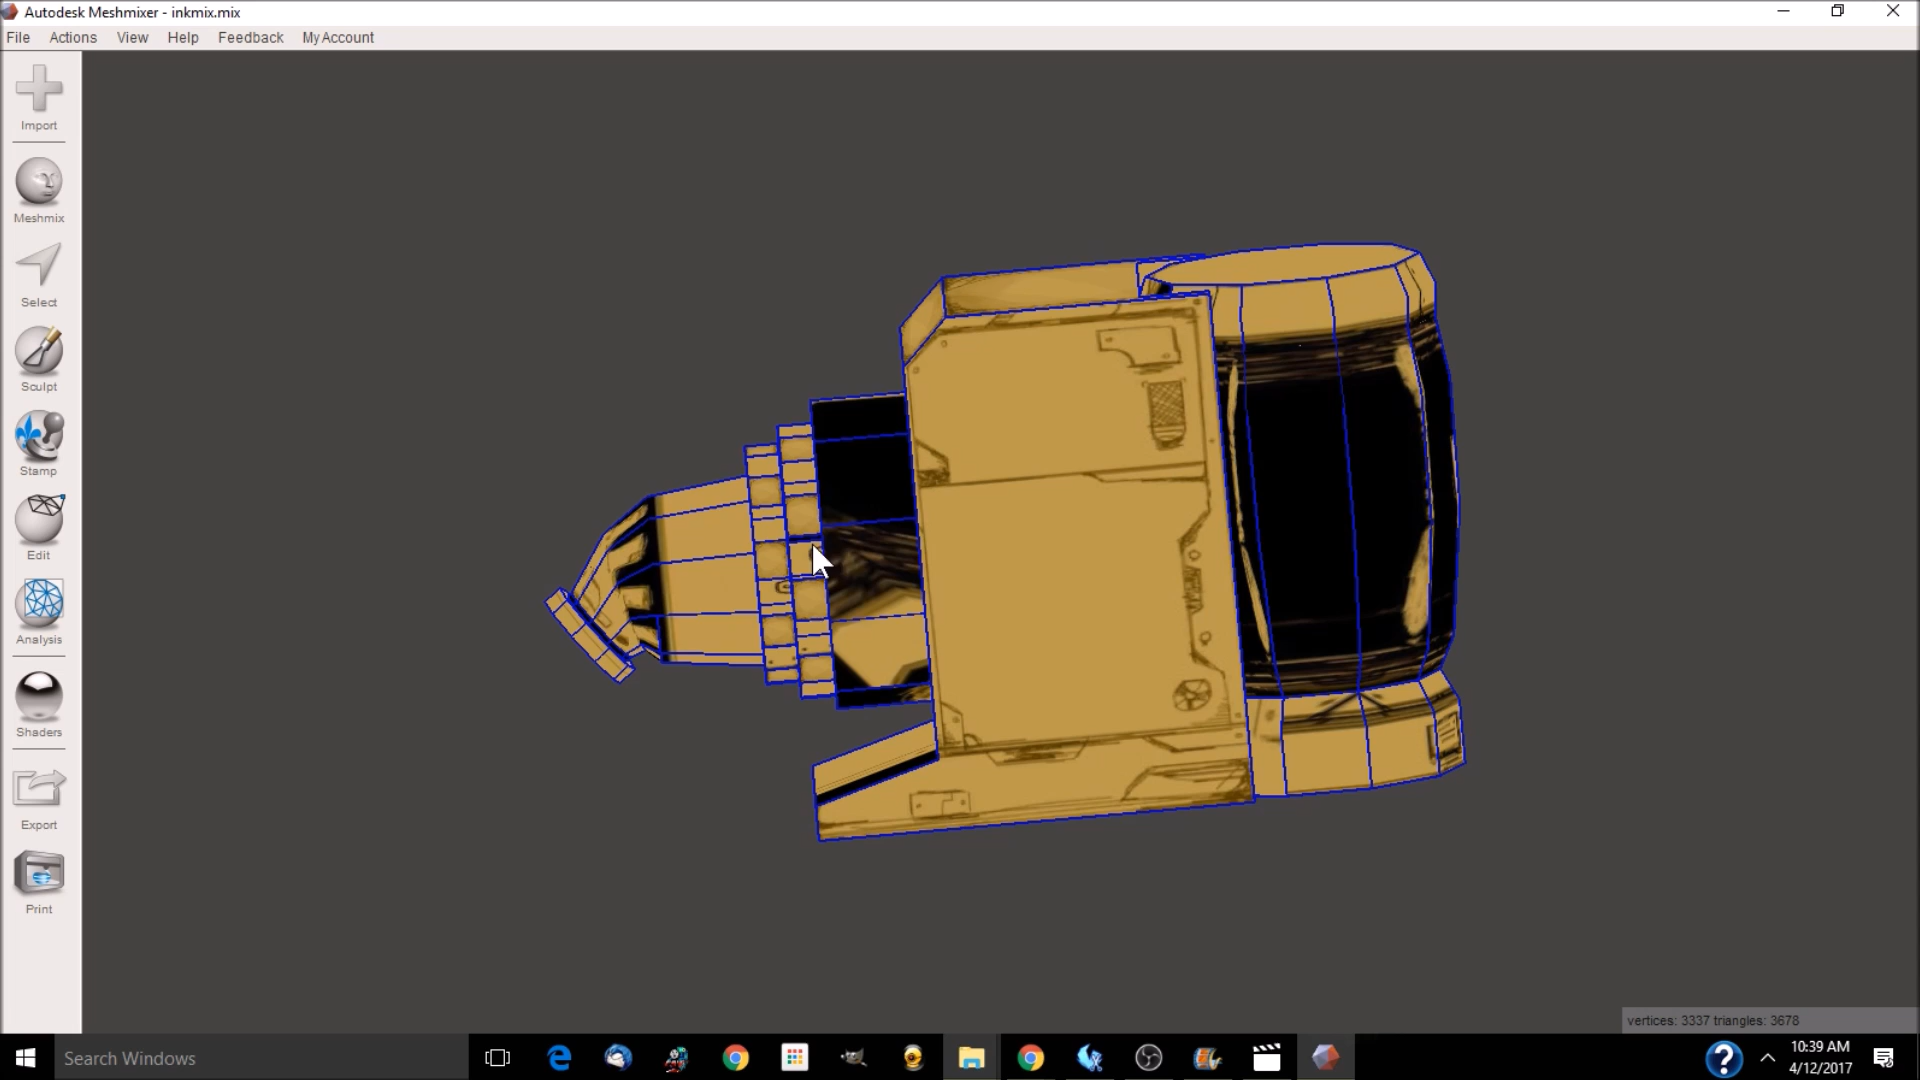 Autodesk Meshmixer - inkmix.mix
File Actions View Help Feedback My Account
Import
Meshmix
Select
Sculpt
Stamp
Edit
Analysis
Shaders
Export
Print
vertices: 3337 triangles: 3678
Search Windows
10:39 AM
4/12/2017